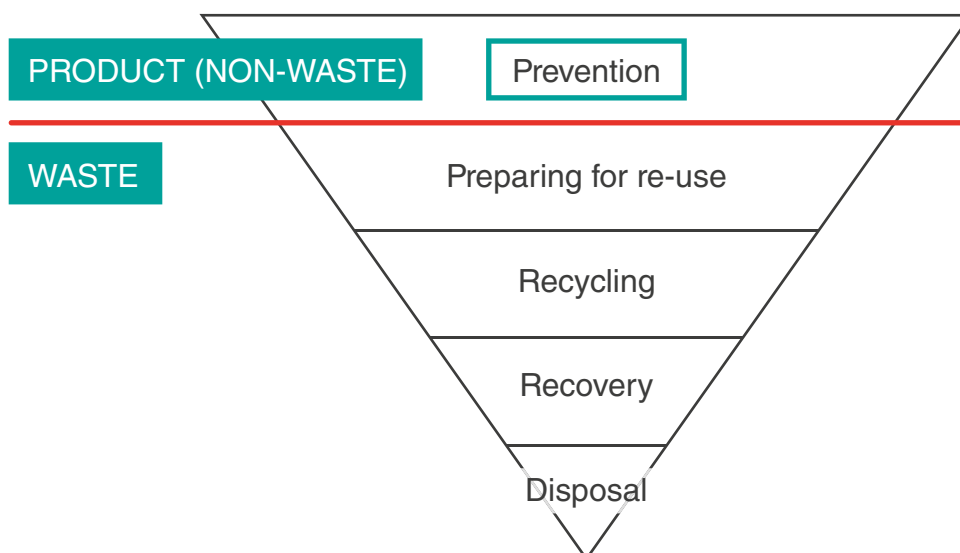 PRODUCT (NON-WASTE)
Prevention
WASTE
Preparing for re-use
Recycling
Recovery
Disposal